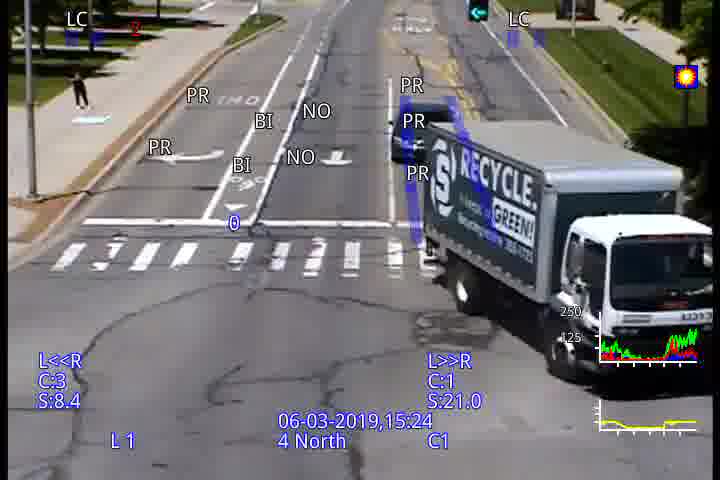 LC
LC
2
PR
PR
NO
PR
BI
PR
NO
BI
PR
RECYCLE.
S
GREEN!
0
250
125
L<<R
C:3
S:8.4
L>>R
C:1
S:21.0
06-03-2019,15:24
L 1
4 North
C1